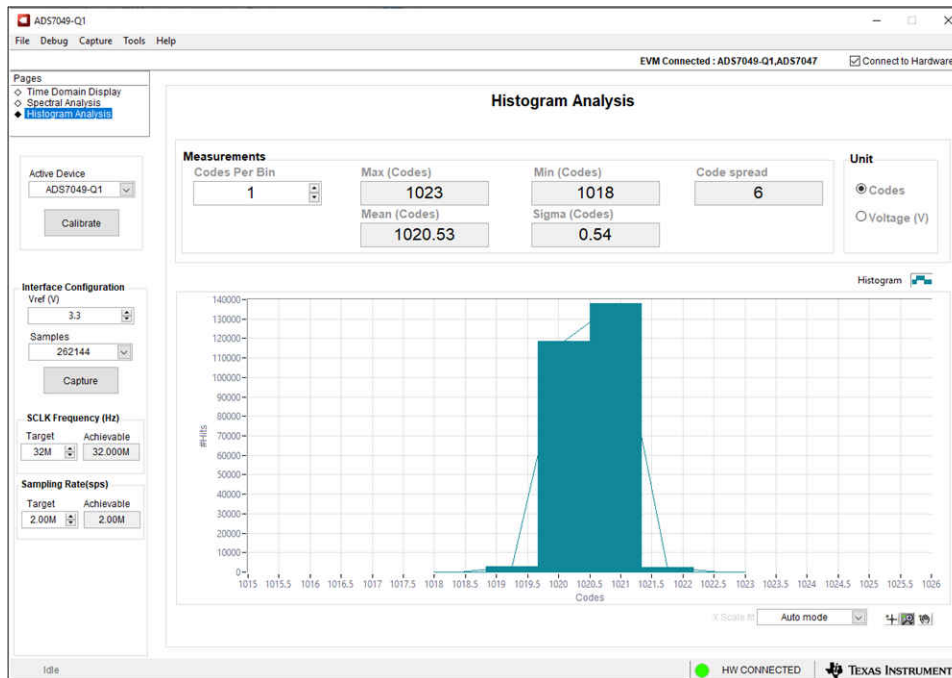 ADS7049-Q1
File Debug Capture Tools Help
EVM Connected : ADS7049-Q1,ADS7047 Connect to Hardware
Pages
Time Domain Display
Spectral Analysis
Histogram Analysis
Active Device
ADS7049-Q1
Calibrate
Interface Configuration
Vref (V)
3.3
Samples
262144
Capture
SCLK Frequency (Hz)
Target Achievable
32M 32.000M
Sampling Rate(sps)
Target Achievable
2.00M 2.00M
Histogram Analysis
Measurements
Codes Per Bin Max (Codes) Min (Codes) Code spread
1 1023 1018 6
Mean (Codes) Sigma (Codes)
1020.53 0.54
Unit
Codes
Voltage (V)
Histogram
140000
130000
120000
110000
100000
90000
80000
70000
60000
50000
40000
30000
20000
10000
0
#Hits
1015 1015.5 1016 1016.5 1017 1017.5 1018 1018.5 1019 1019.5 1020 1020.5 1021 1021.5 1022 1022.5 1023 1023.5 1024 1024.5 1025 1025.5 1026
Codes
X Scale fit Auto mode
Idle HW CONNECTED TEXAS INSTRUMENT